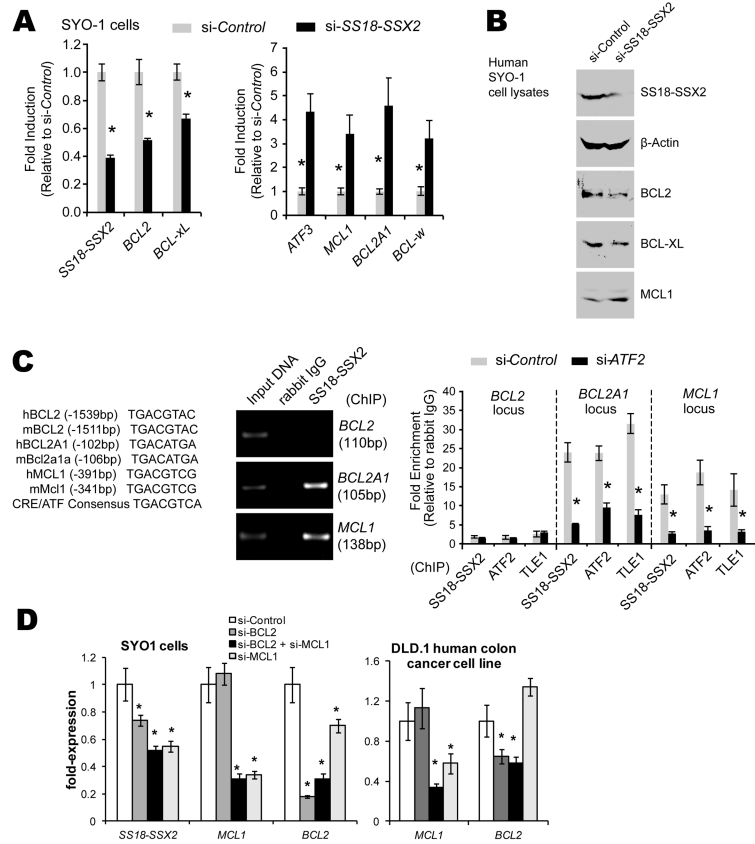 A
SYO-1 cells
si-Control
si-SS18-SSX2
Fold Induction
(Relative to si-Control)
1.2
1.0
0.8
0.6
0.4
0.2
0.0
*
*
*
SS18-SSX2
BCL2
BCL-xL
Fold Induction
(Relative to si-Control)
7
6
5
4
3
2
1
0
*
*
*
*
ATF3
MCL1
BCL2A1
BCL-w
B
si-Control
si-SS18-SSX2
Human
SYO-1
cell lysates
SS18-SSX2
β-Actin
BCL2
BCL-XL
MCL1
C
hBCL2 (-1539bp) TGACGTAC
mBCL2 (-1511bp) TGACGTAC
hBCL2A1 (-102bp) TGACATGA
mBcl2a1a (-106bp) TGACATGA
hMCL1 (-391bp) TGACGTCG
mMcl1 (-341bp) TGACGTCG
CRE/ATF Consensus TGACGTCA
Input DNA
rabbit IgG
SS18-SSX2
(ChIP)
BCL2
(110bp)
BCL2A1
(105bp)
MCL1
(138bp)
si-Control
si-ATF2
Fold Enrichment
(Relative to rabbit IgG)
40
35
30
25
20
15
10
5
0
BCL2
locus
BCL2A1
locus
MCL1
locus
*
*
*
*
*
*
(ChIP)
SS18-SSX2
ATF2
TLE1
SS18-SSX2
ATF2
TLE1
SS18-SSX2
ATF2
TLE1
D
si-Control
si-BCL2
si-BCL2 + si-MCL1
si-MCL1
SYO1 cells
fold-expression
1.2
1
0.8
0.6
0.4
0.2
0
*
*
*
*
*
*
*
*
SS18-SSX2
MCL1
BCL2
DLD.1 human colon
cancer cell line
1.6
1.2
0.8
0.4
0
*
*
*
*
MCL1
BCL2